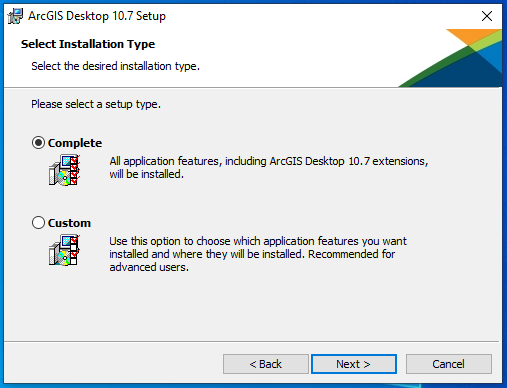 ArcGIS Desktop 10.7 Setup
Select Installation Type
Select the desired installation type.
Please select a setup type.
Complete
All application features, including ArcGIS Desktop 10.7 extensions,
will be installed.
Custom
Use this option to choose which application features you want
installed and where they will be installed. Recommended for
advanced users.
< Back
Next >
Cancel